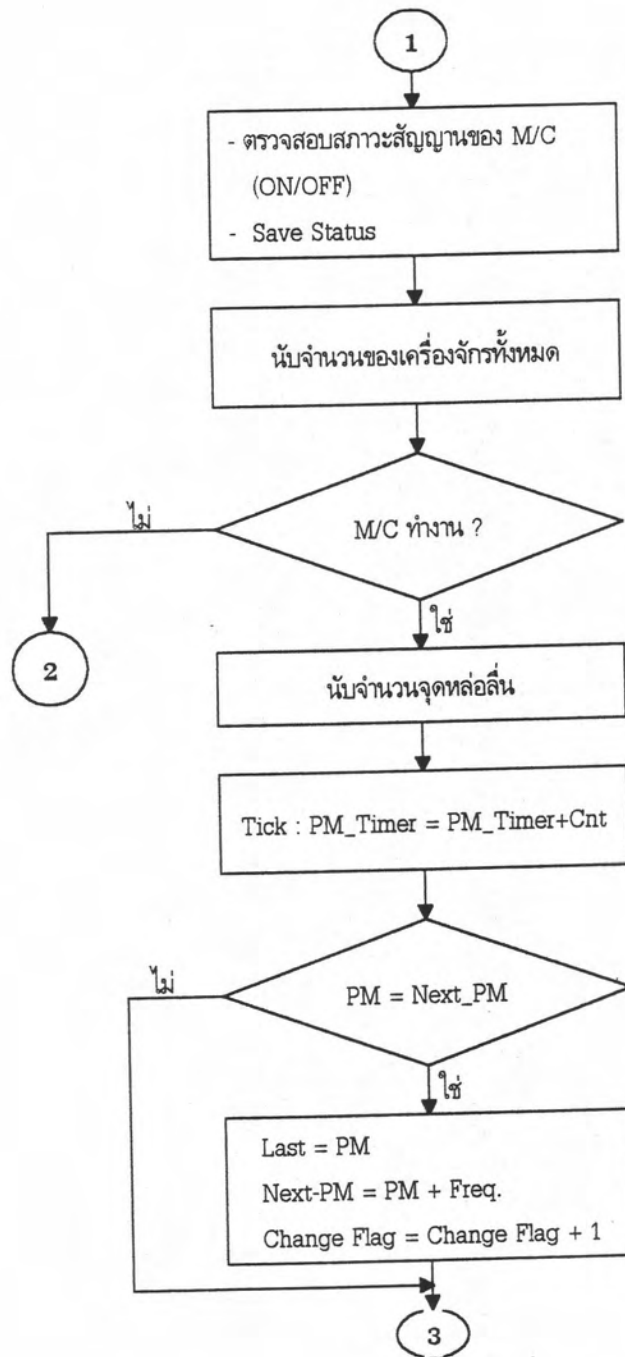 1
- ตรวจสอบสภาวะสัญญานของ M/C
(ON/OFF)
- Save Status
นับจำนวนของเครื่องจักรทั้งหมด
M/C ทำงาน ?
ไม่
ใช่
2
นับจำนวนจุดหล่อลื่น
Tick : PM_Timer = PM_Timer+Cnt
ไม่
PM = Next_PM
ใช่
Last = PM
Next-PM = PM + Freq.
Change Flag = Change Flag + 1
3